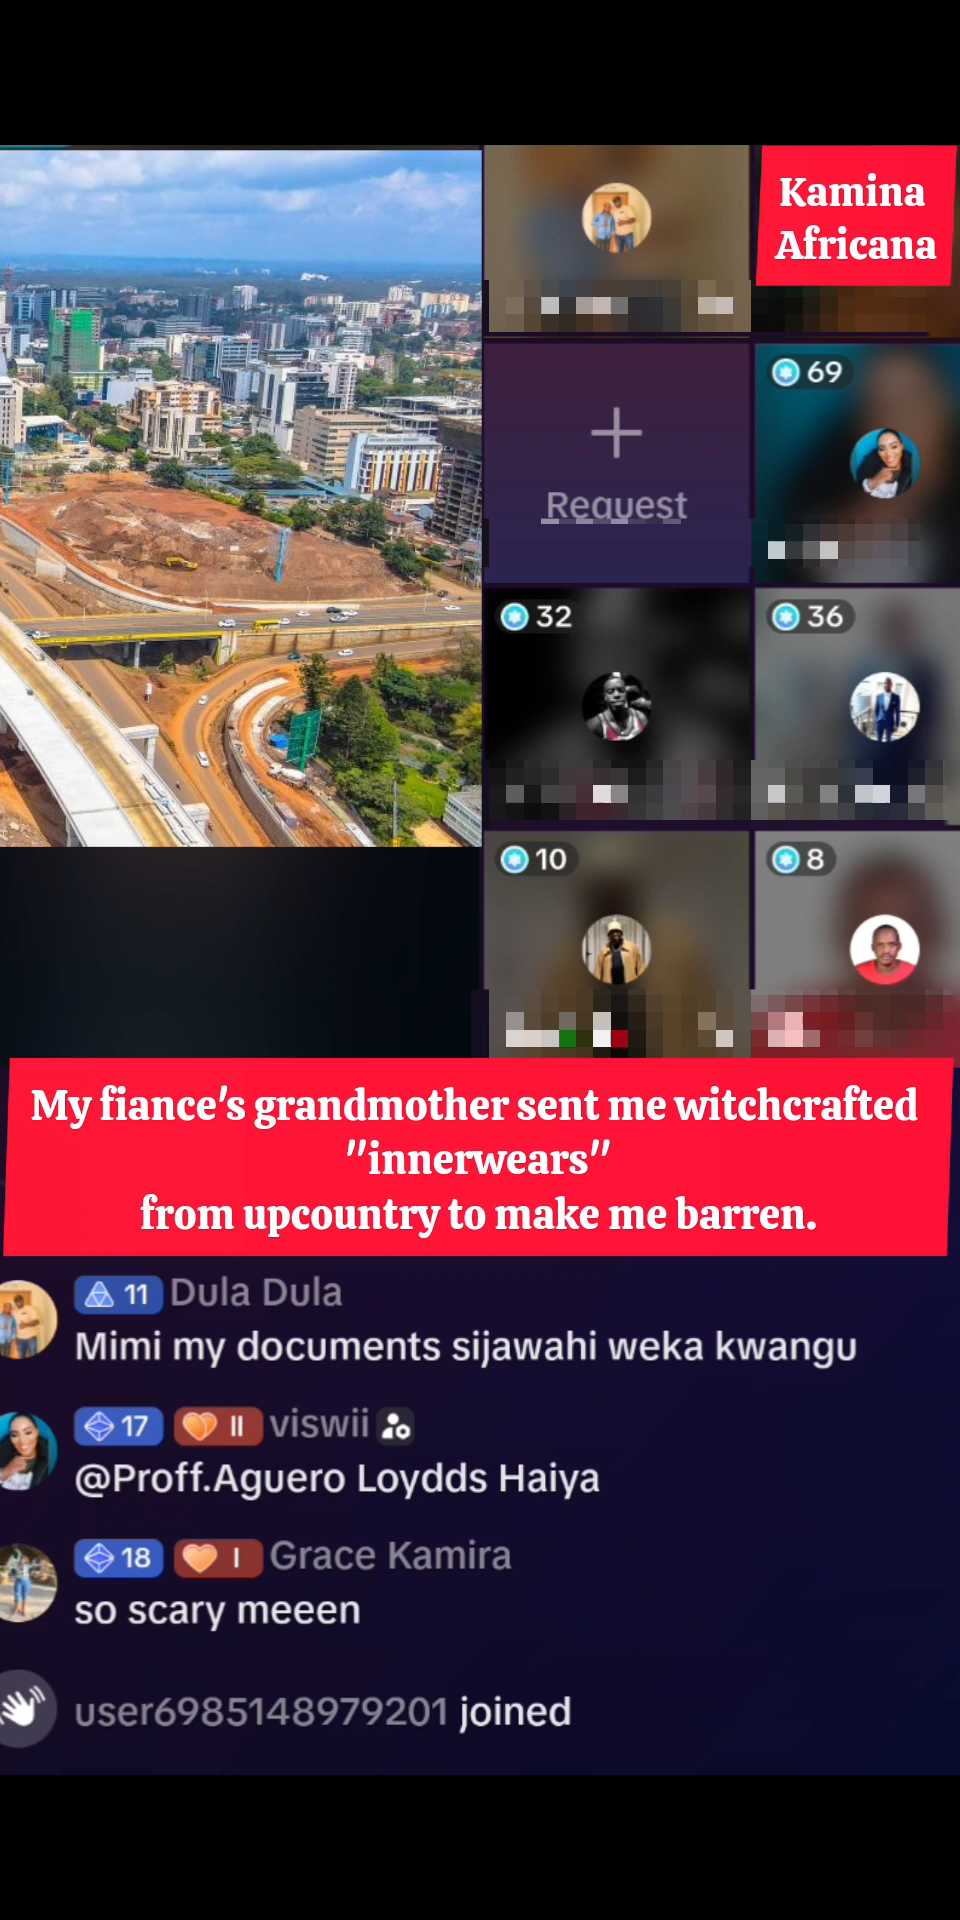 Kamina
Africana
69
Request
32
36
10
8
My fiance's grandmother sent me witchcrafted
"innerwears"
from upcountry to make me barren.
11 Dula Dula
Mimi my documents sijawahi weka kwangu
17 II viswii
@Proff.Aguero Loydds Haiya
18 I Grace Kamira
so scary meeen
user6985148979201 joined